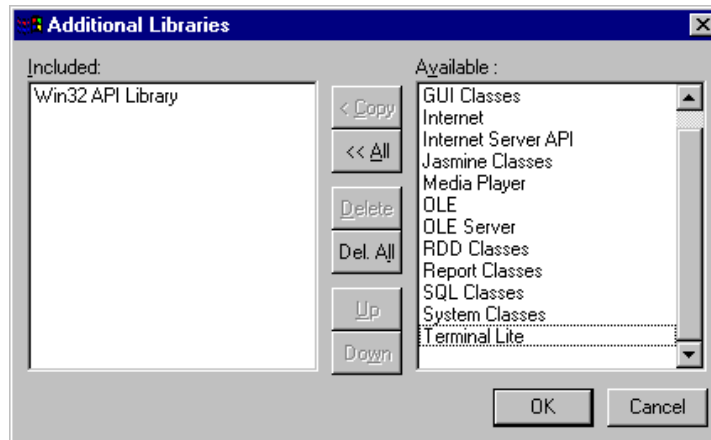 Additional Libraries
Included:
Win32 API Library
< Copy
<< All
Delete
Del. All
Up
Down
Available :
GUI Classes
Internet
Internet Server API
Jasmine Classes
Media Player
OLE
OLE Server
RDD Classes
Report Classes
SQL Classes
System Classes
Terminal Lite
OK
Cancel